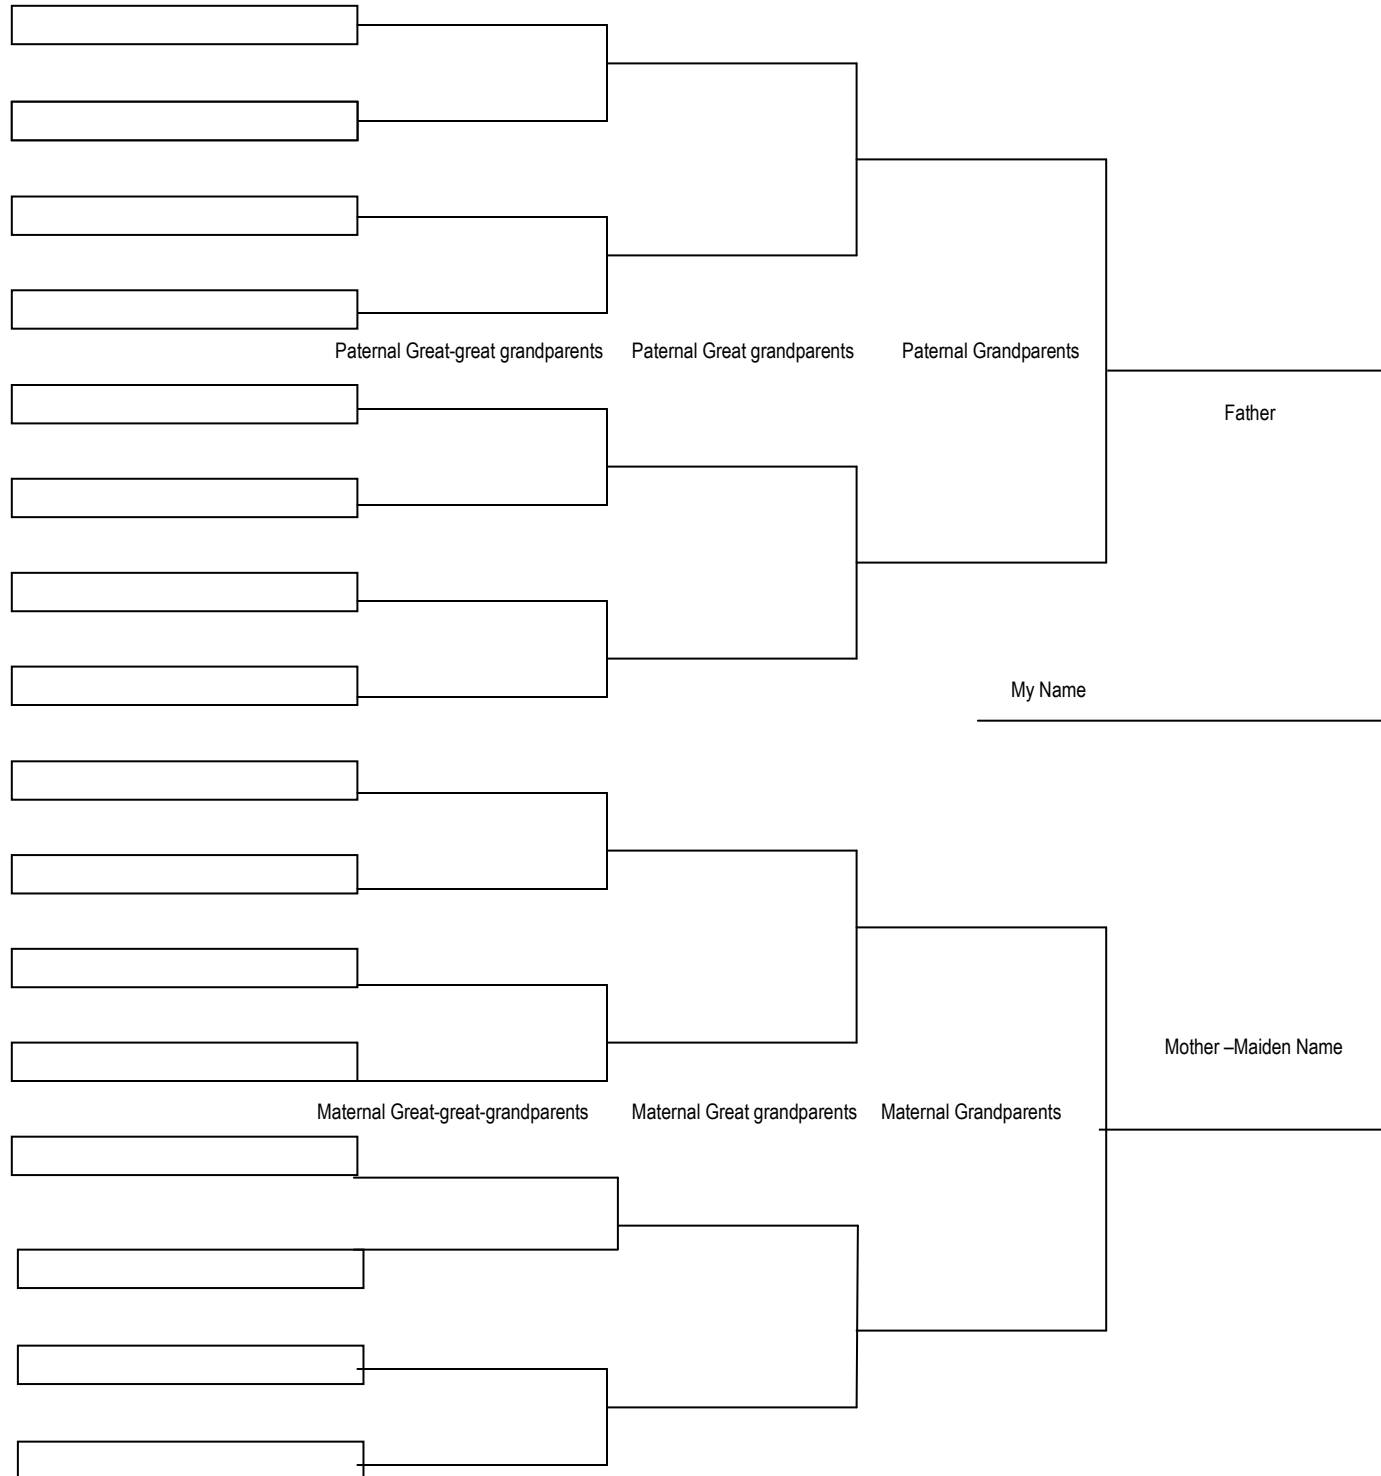 Paternal Great-great grandparents Paternal Great grandparents Paternal Grandparents
Father
My Name
Mother –Maiden Name
Maternal Great-great-grandparents Maternal Great grandparents Maternal Grandparents